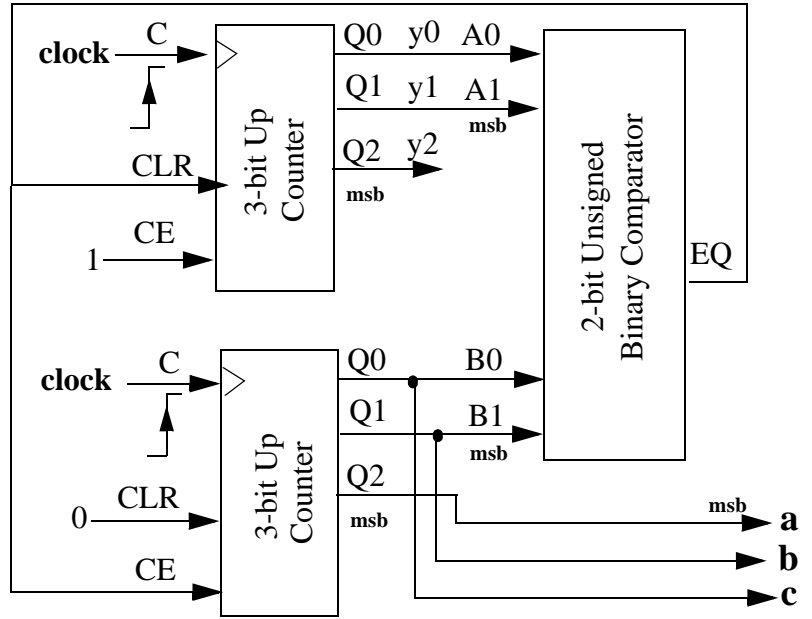 C
clock
CLR
CE
1
3-bit Up
Counter
Q0 y0 A0
Q1 y1 A1
msb
Q2 y2
msb
2-bit Unsigned
Binary Comparator
EQ
C
clock
CLR
0
CE
3-bit Up
Counter
Q0 B0
Q1 B1
msb
Q2
msb
msb
a
b
c